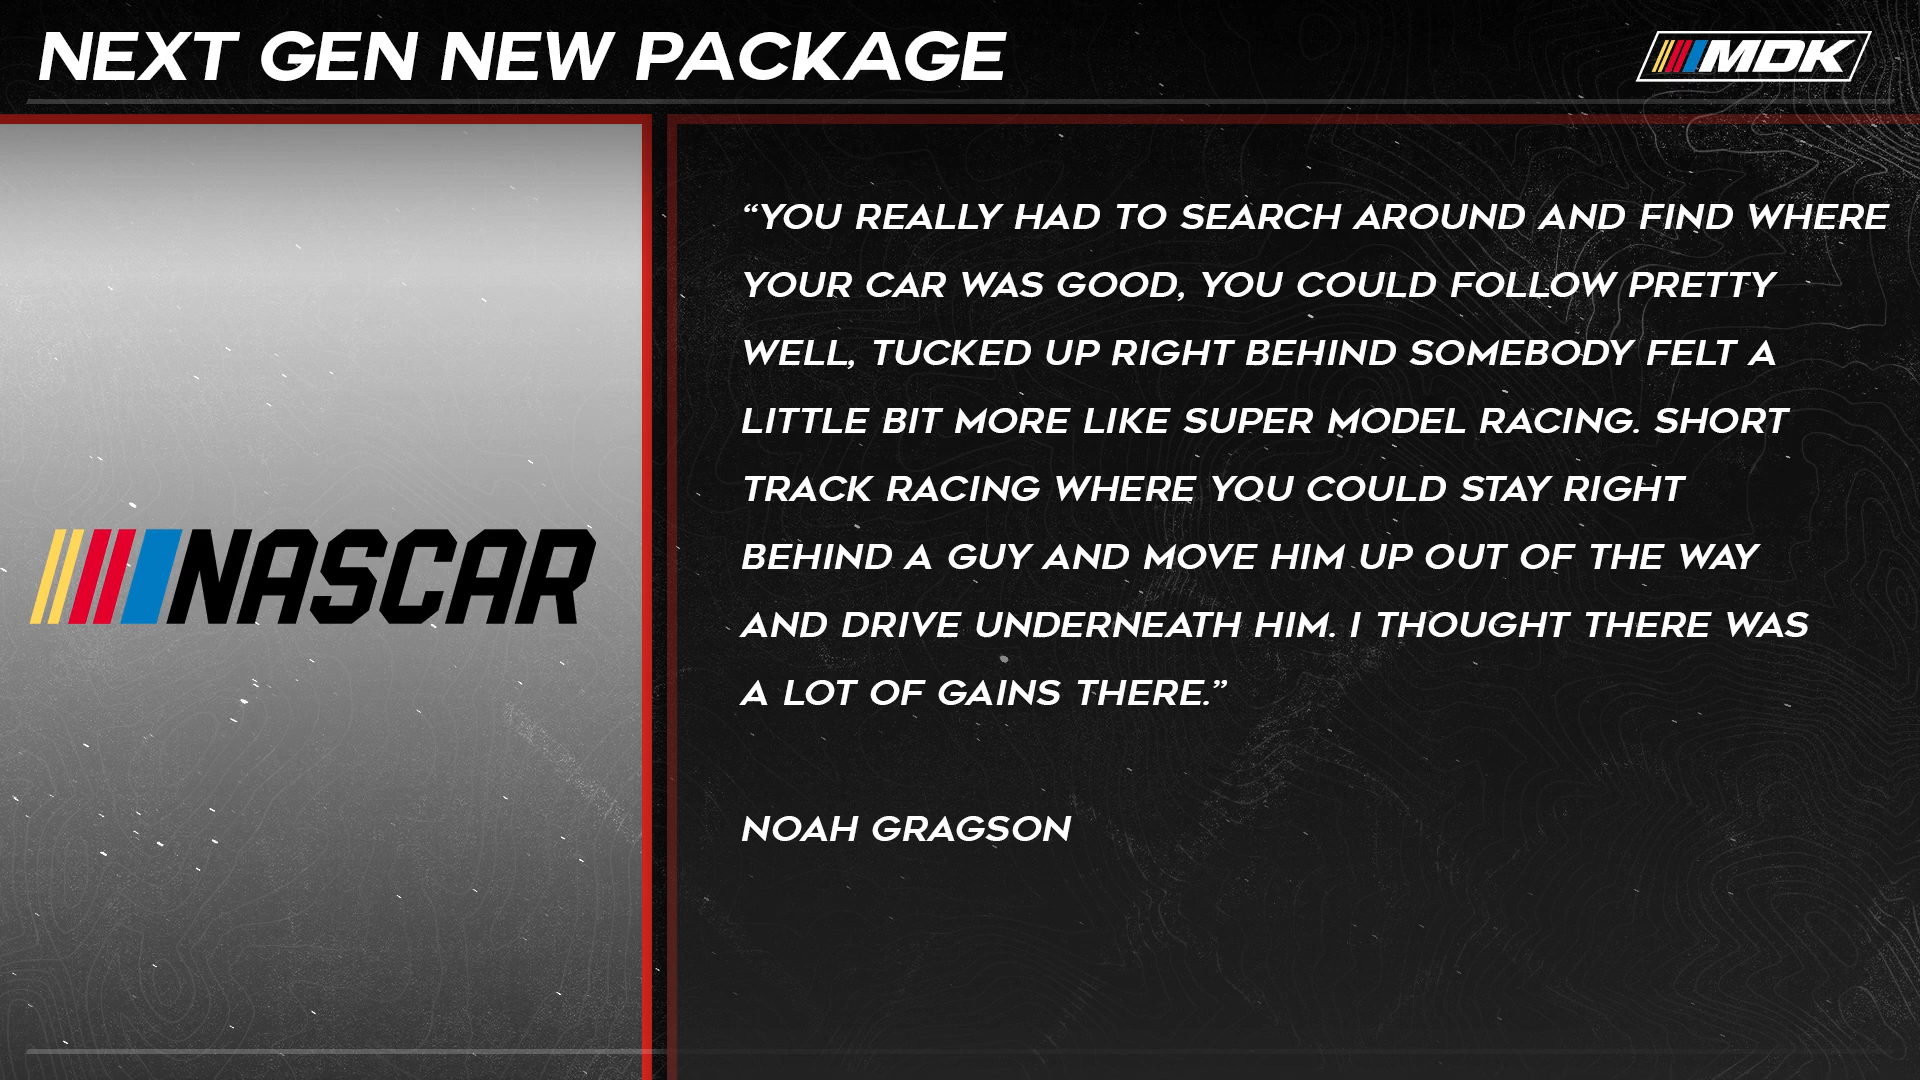 NEXT GEN NEW PACKAGE
MDK
“YOU REALLY HAD TO SEARCH AROUND AND FIND WHERE
YOUR CAR WAS GOOD, YOU COULD FOLLOW PRETTY
WELL, TUCKED UP RIGHT BEHIND SOMEBODY FELT A
LITTLE BIT MORE LIKE SUPER MODEL RACING. SHORT
TRACK RACING WHERE YOU COULD STAY RIGHT
BEHIND A GUY AND MOVE HIM UP OUT OF THE WAY
AND DRIVE UNDERNEATH HIM. I THOUGHT THERE WAS
A LOT OF GAINS THERE.”
NOAH GRAGSON
NASCAR